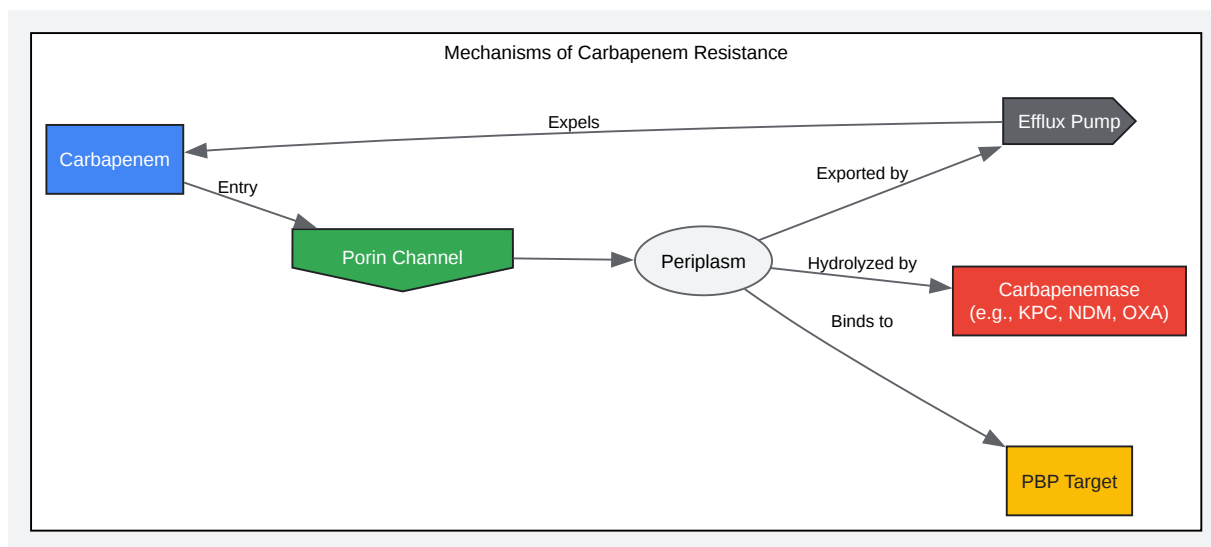 Mechanisms of Carbapenem Resistance
Carbapenem
Expels
Efflux Pump
Entry
Exported by
Porin Channel
Periplasm
Hydrolyzed by
Carbapenemase
(e.g., KPC, NDM, OXA)
Binds to
PBP Target